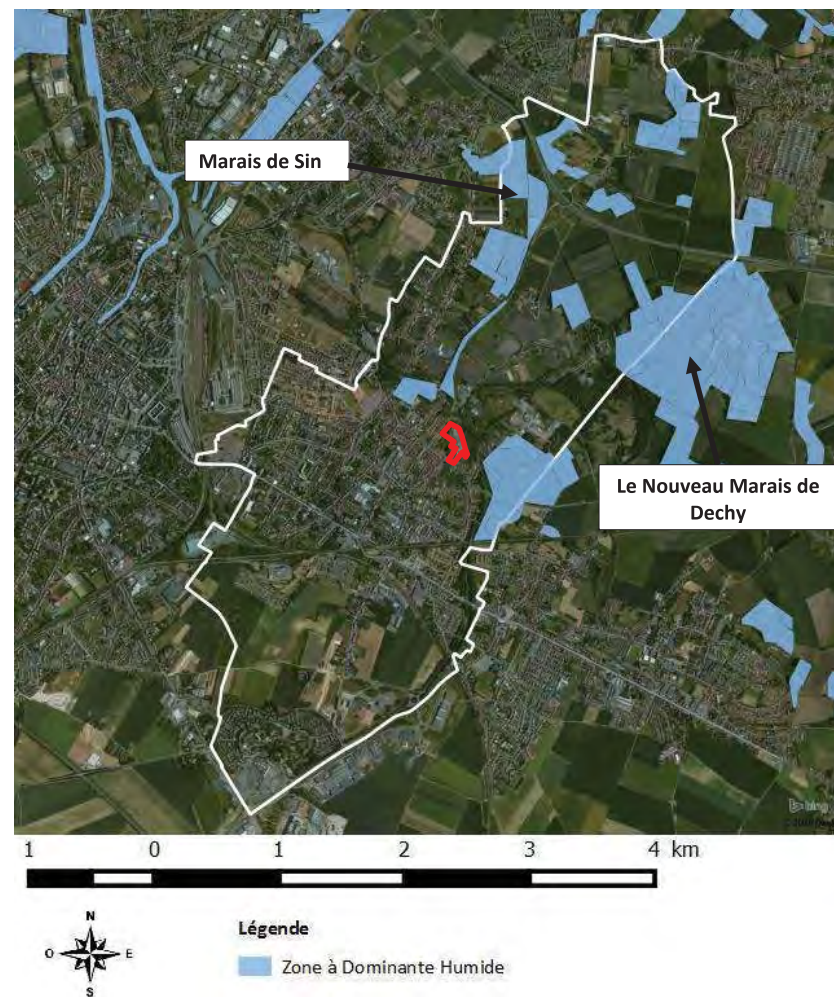 Marais de Sin
Le Nouveau Marais de
Dechy
bing
1 0 1 2 3 4 km
N
O E
S
Légende
Zone à Dominante Humide